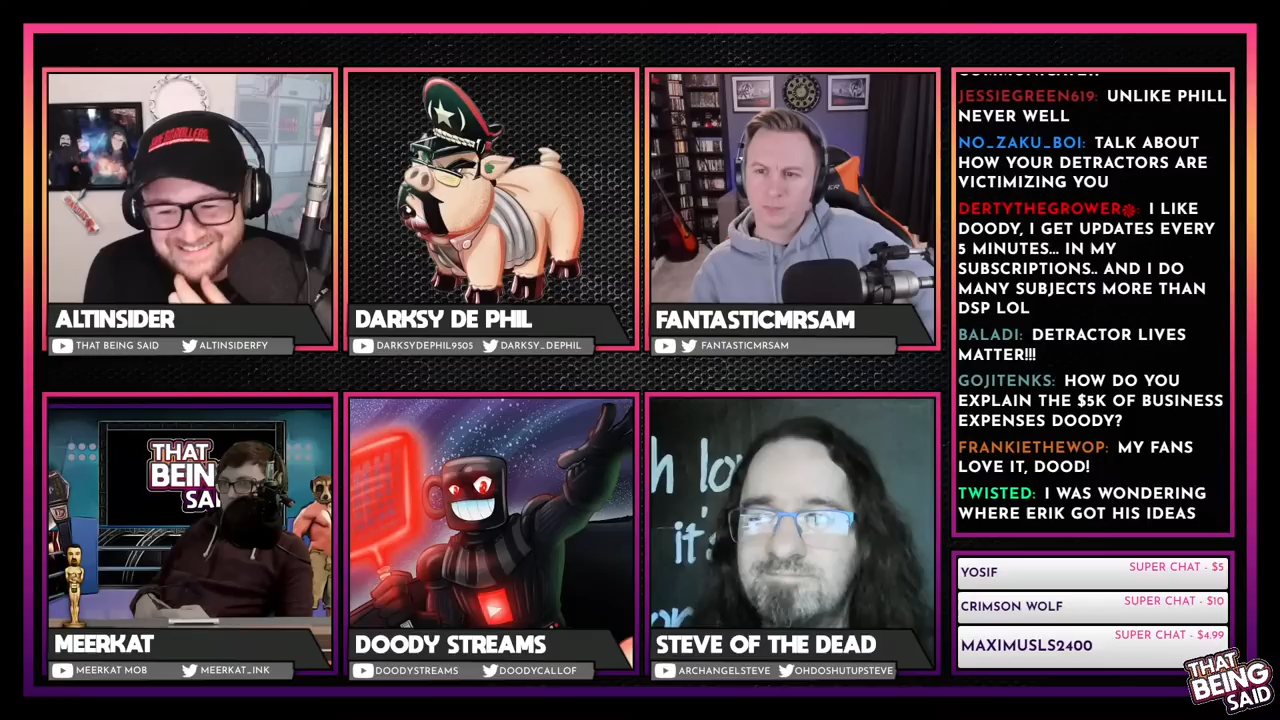 ALTINSIDER
THAT BEING SAID ALTINSIDERFY
DARKSY DE PHIL
DARKSYDEPHIL9505 DARKSY_DEPHIL
FANTASTICMRSAM
FANTASTICMRSAM
THAT
BEIN
SA
MEERKAT
MEERKAT MOB MEERKAT_INK
DOODY STREAMS
DOODYSTREAMS DOODYCALLOF
h lo
it's
STEVE OF THE DEAD
ARCHANGELSTEVE OHDOSHUTUPSTEVE
JESSIEGREEN619: UNLIKE PHILL
NEVER WELL
NO_ZAKU_BOI: TALK ABOUT
HOW YOUR DETRACTORS ARE
VICTIMIZING YOU
DERTYTHEGROWER: I LIKE
DOODY, I GET UPDATES EVERY
5 MINUTES... IN MY
SUBSCRIPTIONS.. AND I DO
MANY SUBJECTS MORE THAN
DSP LOL
BALADI: DETRACTOR LIVES
MATTER!!!
GOJITENKS: HOW DO YOU
EXPLAIN THE $5K OF BUSINESS
EXPENSES DOODY?
FRANKIETHEWOP: MY FANS
LOVE IT, DOOD!
TWISTED: I WAS WONDERING
WHERE ERIK GOT HIS IDEAS
YOSIF SUPER CHAT - $5
CRIMSON WOLF SUPER CHAT - $10
MAXIMUSLS2400 SUPER CHAT - $4.99
THAT
BEING
SAID